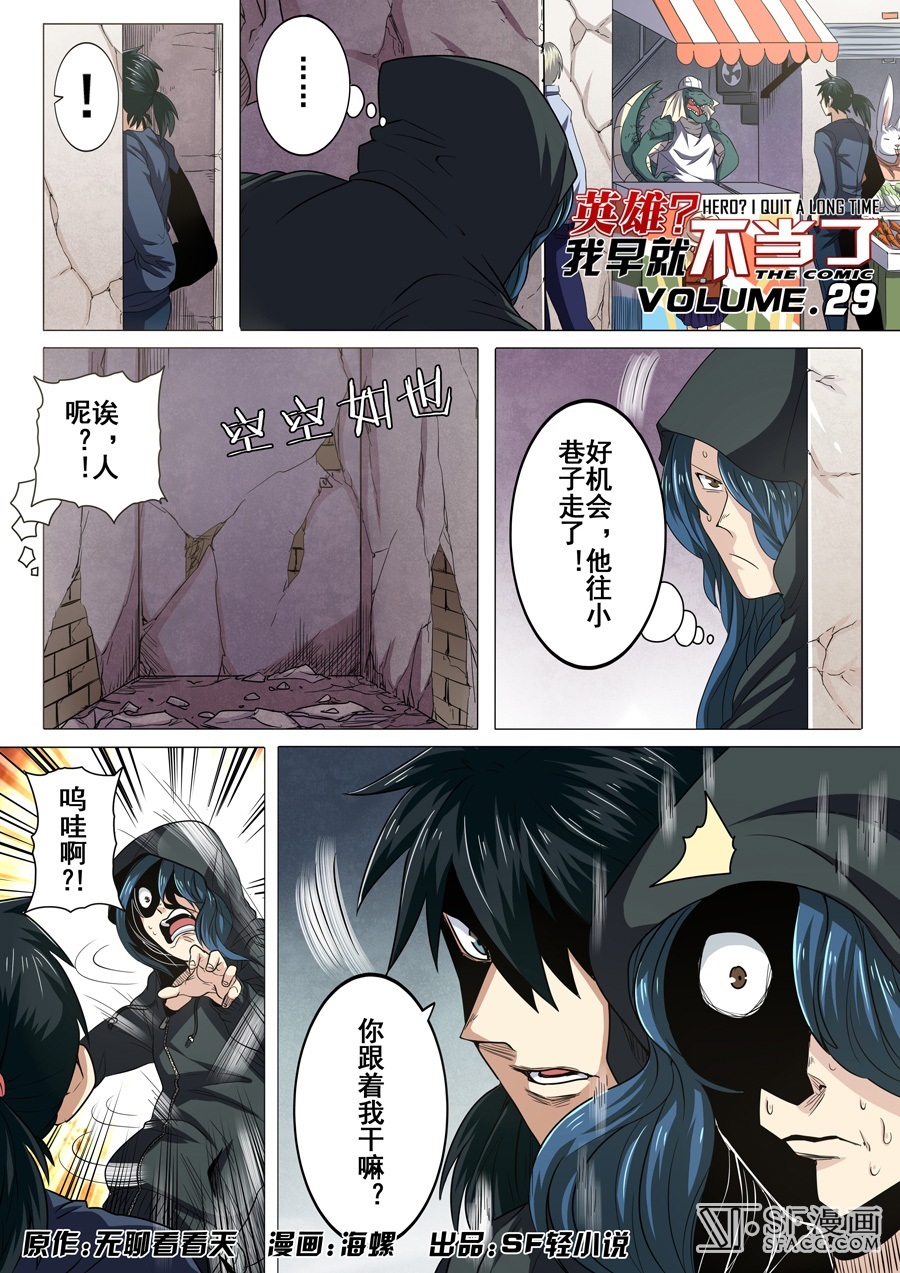 英雄?
HERO? I QUIT A LONG TIME
我早就不当了
THE COMIC
VOLUME.29
……
!
好机会，他往小
巷子走了！
空空如也
诶，人
呢?!
你跟着我干嘛？
呜哇啊?!
原作:无聊看看天 漫画:海螺 出品:SF轻小说
SF漫画
SFACG.COM